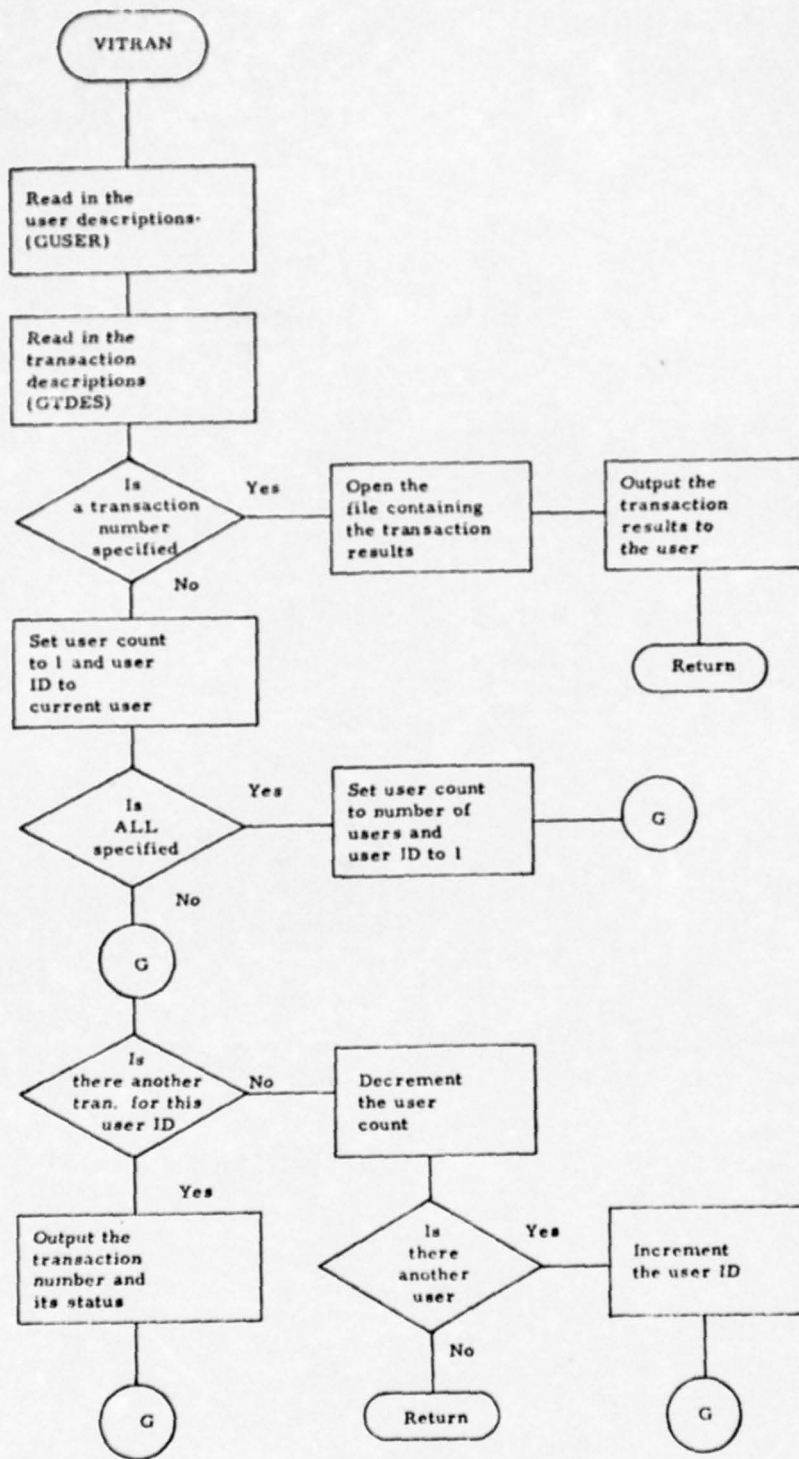 VITRAN
Read in the
user descriptions-
(GUSER)
Read in the
transaction
descriptions
(GTDES)
Is
a transaction
number
specified
Yes
No
Open the
file containing
the transaction
results
Output the
transaction
results to
the user
Return
Set user count
to 1 and user
ID to
current user
Is
ALL
specified
Yes
No
Set user count
to number of
users and
user ID to 1
G
G
Is
there another
tran. for this
user ID
No
Yes
Decrement
the user
count
Output the
transaction
number and
its status
Is
there
another
user
Yes
No
Increment
the user ID
G
Return
G